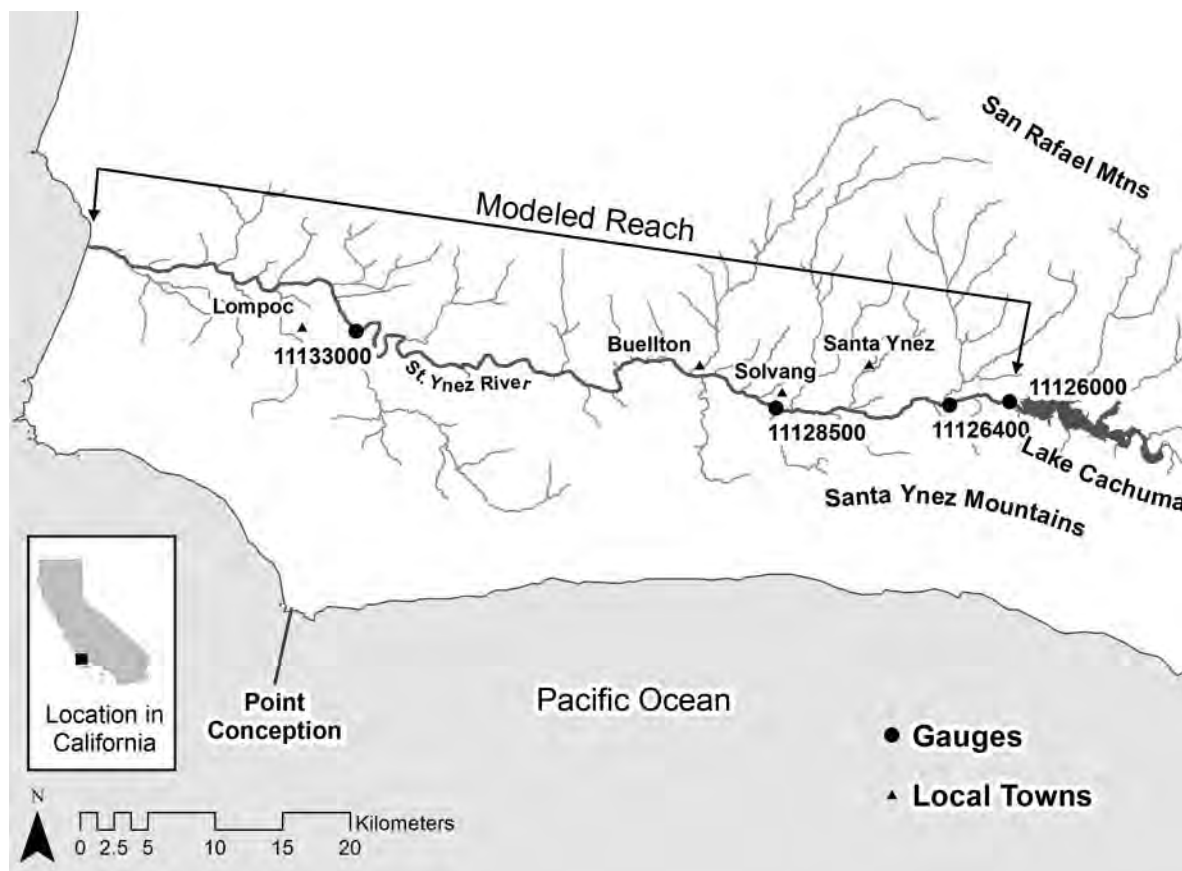 San Rafael Mtns
Modeled Reach
Lompoc
11133000
St. Ynez River
Buellton
Solvang
Santa Ynez
11126000
11128500
11126400
Lake Cachuma
Santa Ynez Mountains
Location in
California
Point
Conception
Pacific Ocean
Gauges
Local Towns
N
Kilometers
0 2.5 5 10 15 20